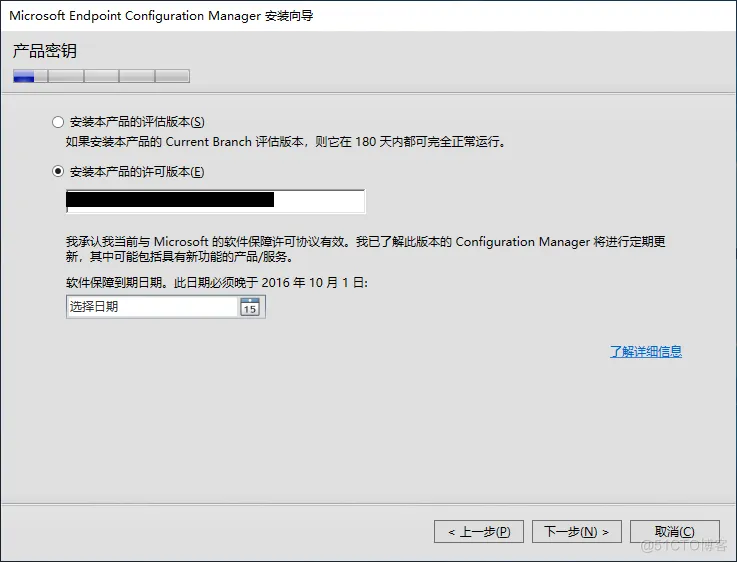 Microsoft Endpoint Configuration Manager 安装向导
产品密钥
安装本产品的评估版本(S)
如果安装本产品的 Current Branch 评估版本，则它在 180 天内都可完全正常运行。
安装本产品的许可版本(E)
我承认我当前与 Microsoft 的软件保障许可协议有效。我已了解此版本的 Configuration Manager 将进行定期更
新，其中可能包括具有新功能的产品/服务。
软件保障到期日期。此日期必须晚于 2016 年 10 月 1 日:
选择日期
15
了解详细信息
< 上一步(P)
下一步(N) >
取消(C)
@51CTO博客